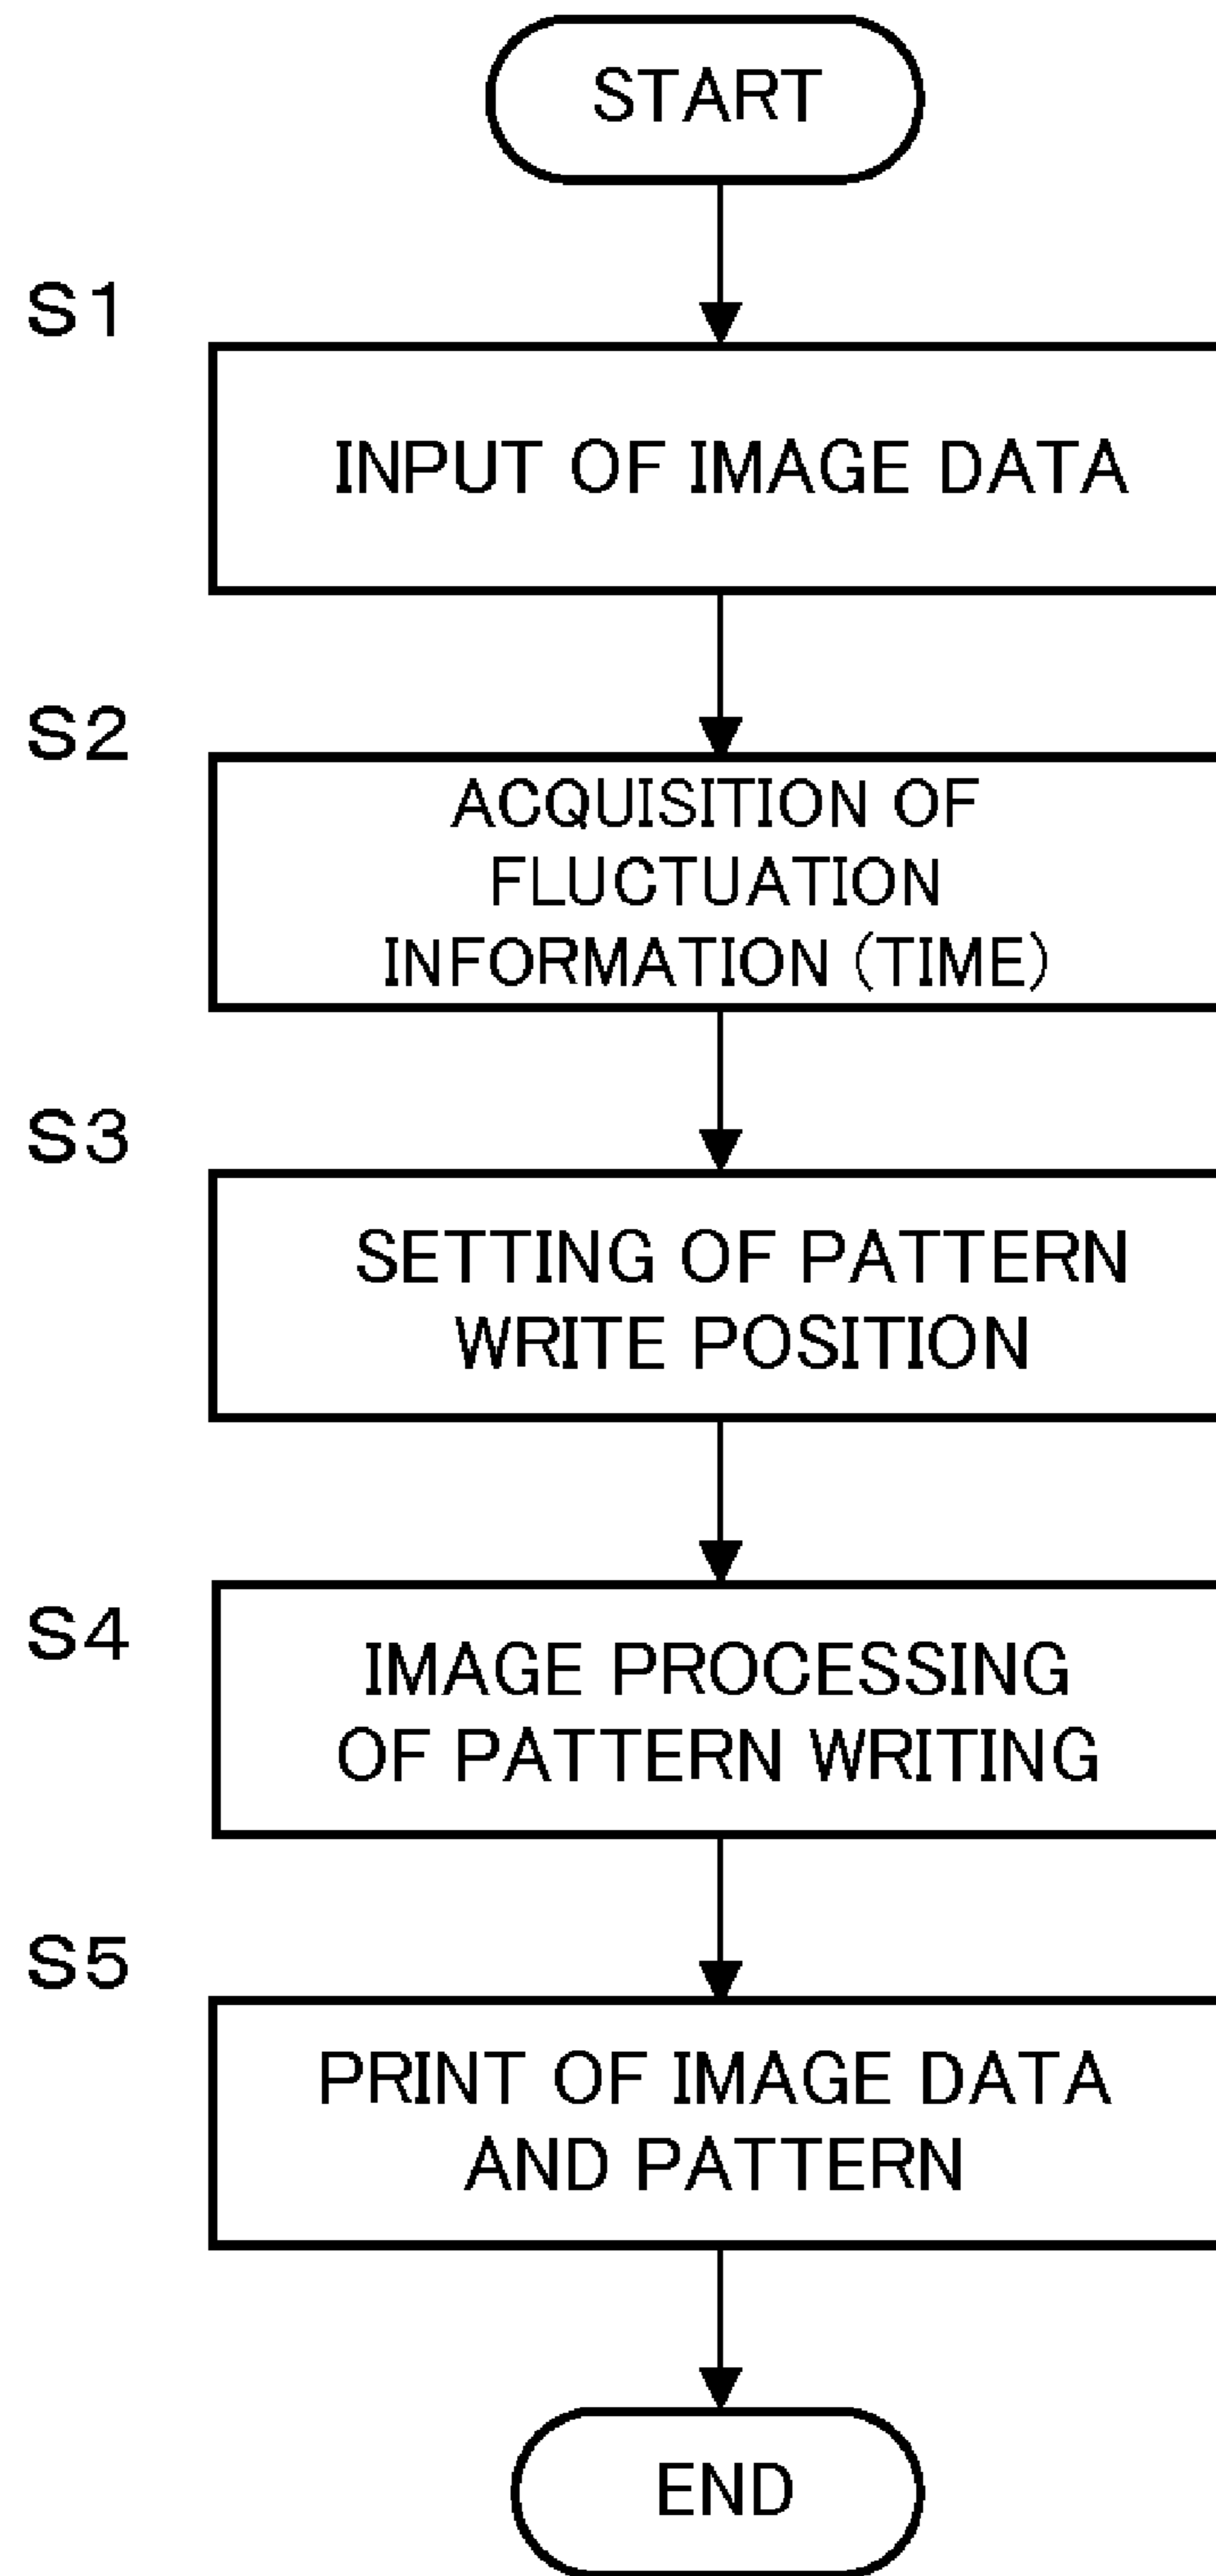 START
S1
INPUT OF IMAGE DATA
S2
ACQUISITION OF
FLUCTUATION
INFORMATION (TIME)
S3
SETTING OF PATTERN
WRITE POSITION
S4
IMAGE PROCESSING
OF PATTERN WRITING
S5
PRINT OF IMAGE DATA
AND PATTERN
END